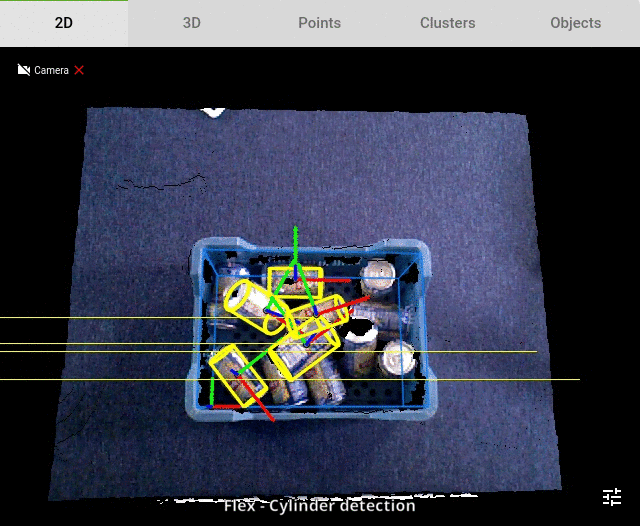 2D
3D
Points
Clusters
Objects
Camera
Flex - Cylinder detection